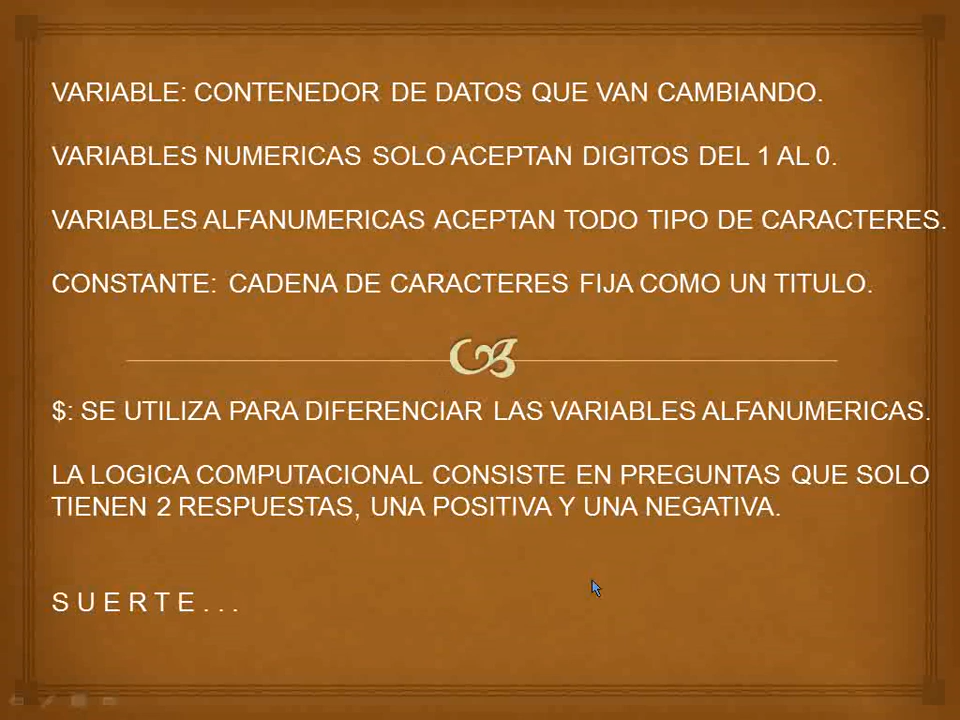 VARIABLE: CONTENEDOR DE DATOS QUE VAN CAMBIANDO.
VARIABLES NUMERICAS SOLO ACEPTAN DIGITOS DEL 1 AL 0.
VARIABLES ALFANUMERICAS ACEPTAN TODO TIPO DE CARACTERES.
CONSTANTE: CADENA DE CARACTERES FIJA COMO UN TITULO.
$: SE UTILIZA PARA DIFERENCIAR LAS VARIABLES ALFANUMERICAS.
LA LOGICA COMPUTACIONAL CONSISTE EN PREGUNTAS QUE SOLO
TIENEN 2 RESPUESTAS, UNA POSITIVA Y UNA NEGATIVA.
S U E R T E . . .